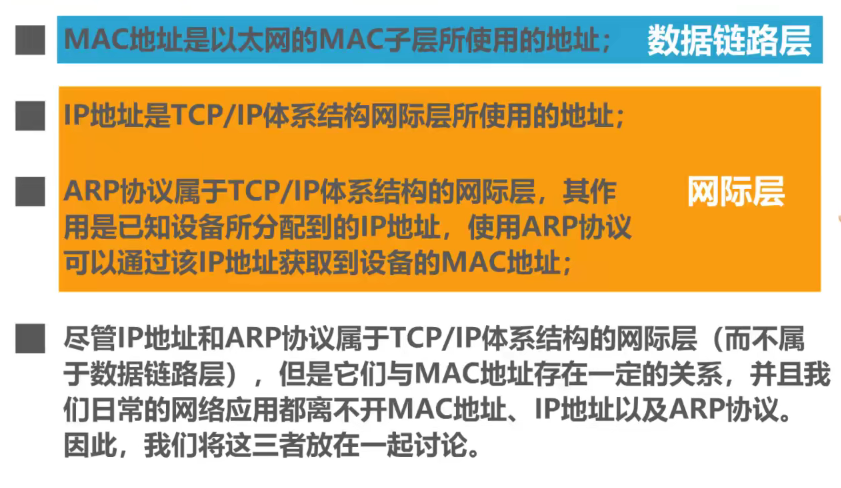 MAC地址是以太网的MAC子层所使用的地址； 数据链路层
IP地址是TCP/IP体系结构网际层所使用的地址；
ARP协议属于TCP/IP体系结构的网际层，其作 网际层
用是已知设备所分配到的IP地址，使用ARP协议
可以通过该IP地址获取到设备的MAC地址；
尽管IP地址和ARP协议属于TCP/IP体系结构的网际层（而不属
于数据链路层），但是它们与MAC地址存在一定的关系，并且我
们日常的网络应用都离不开MAC地址、IP地址以及ARP协议。
因此，我们将这三者放在一起讨论。